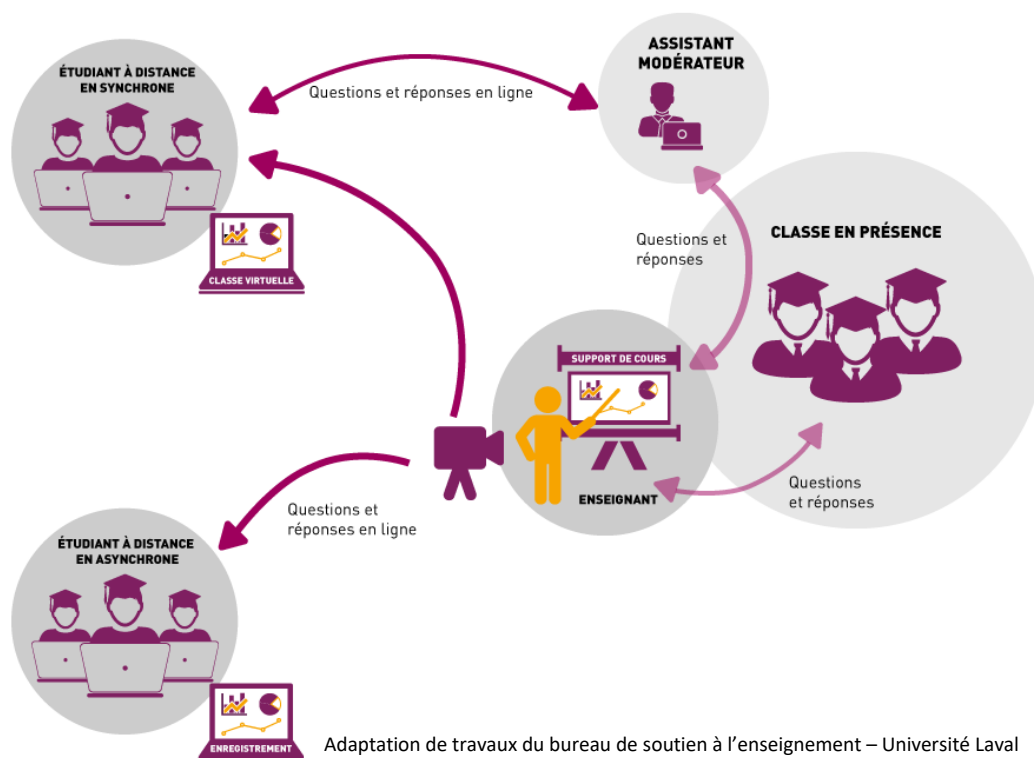 ÉTUDIANT À DISTANCE
EN SYNCHRONE
Questions et réponses en ligne
ASSISTANT
MODÉRATEUR
CLASSE VIRTUELLE
Questions et
réponses
CLASSE EN PRÉSENCE
SUPPORT DE COURS
ENSEIGNANT
Questions
et réponses
Questions et
réponses en ligne
ÉTUDIANT À DISTANCE
EN ASYNCHRONE
ENREGISTREMENT
Adaptation de travaux du bureau de soutien à l’enseignement – Université Laval